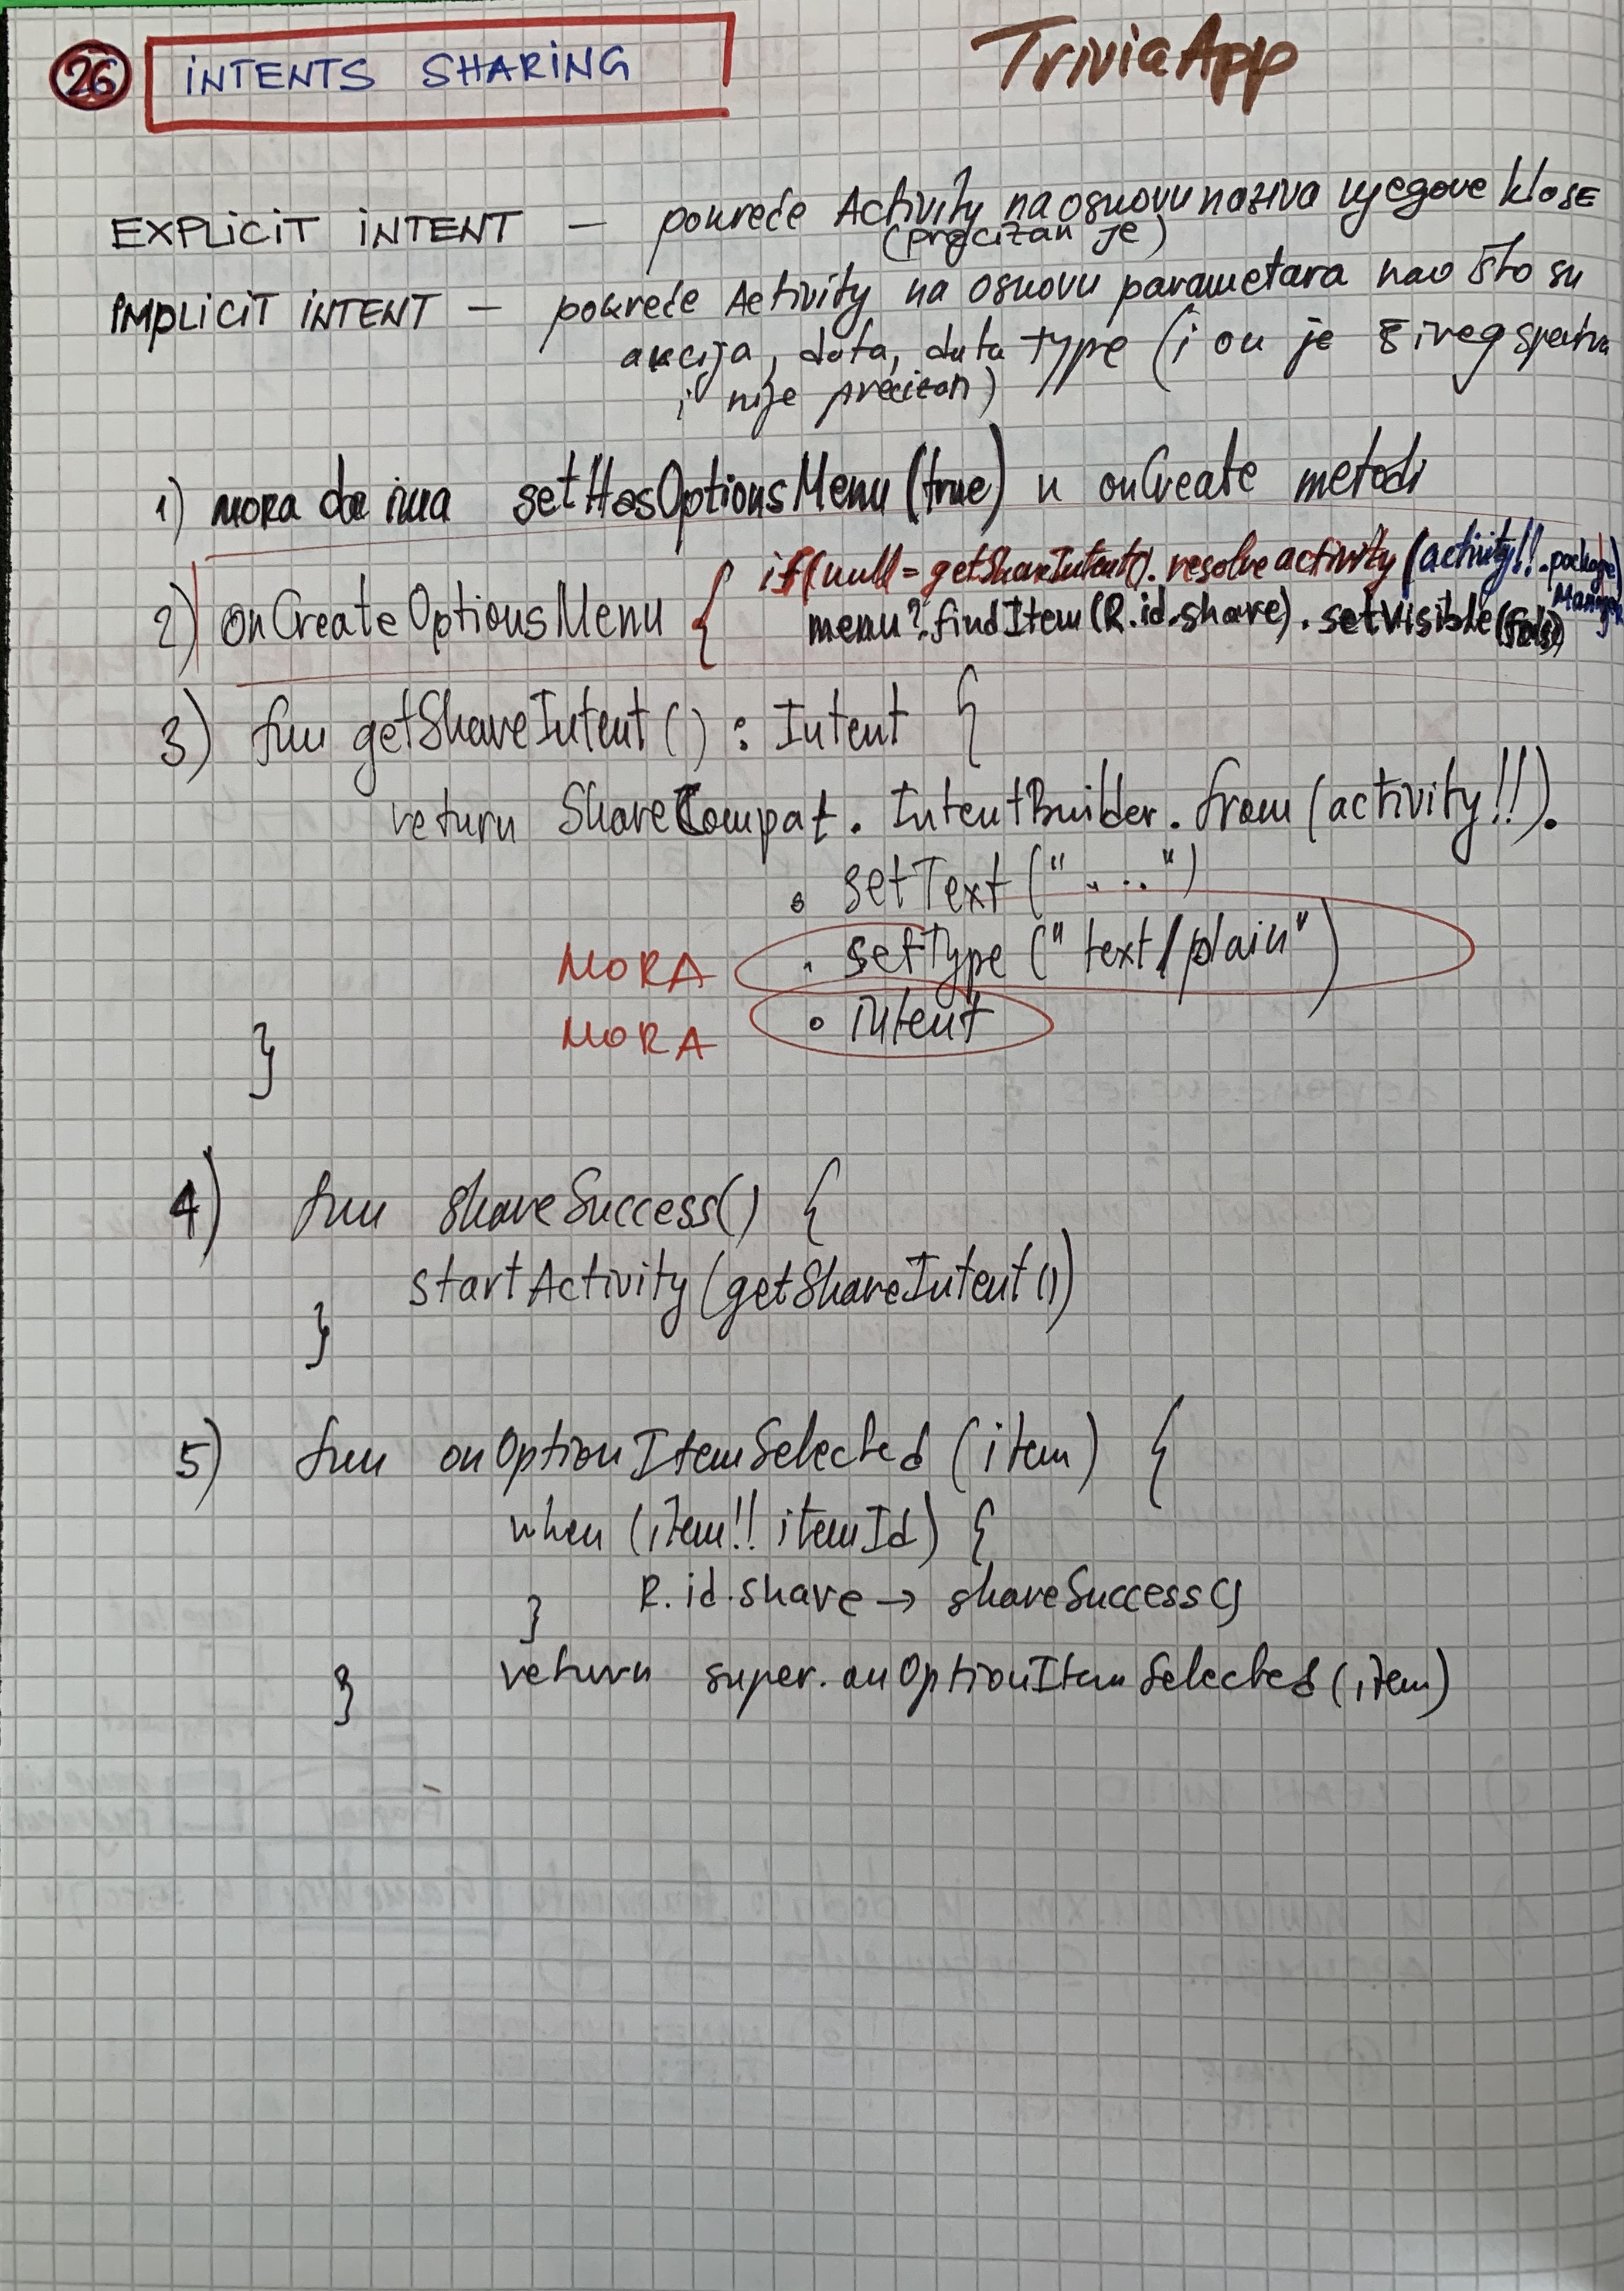 26 INTENTS SHARING TriviaApp
EXPLICIT INTENT — pokreće Activity na osnovu naziva njegove klase
(precizan je)
IMPLICIT INTENT — pokreće Activity na osnovu parametara kao što su
akcija, data, data type (i on je šireg spektra
i nije precizan)
1) MORA da ima setHasOptionsMenu(true) u onCreate metodi
2) onCreateOptionsMenu { if(null = getShareIntent(). resolve activity (activity!!.package
Manager
menu?.findItem(R.id.share).setVisible(false)
3) fun getShareIntent() : Intent {
return ShareCompat. IntentBuilder. from(activity!!).
. setText("....")
MORA . setType ("text/plain")
MORA . intent
}
4) fun shareSuccess() {
startActivity(getShareIntent())
}
5) fun onOptionItemSelected (item) {
when (item!! itemId) {
R.id.share → shareSuccess()
}
return super.onOptionItemSelected(item)
}